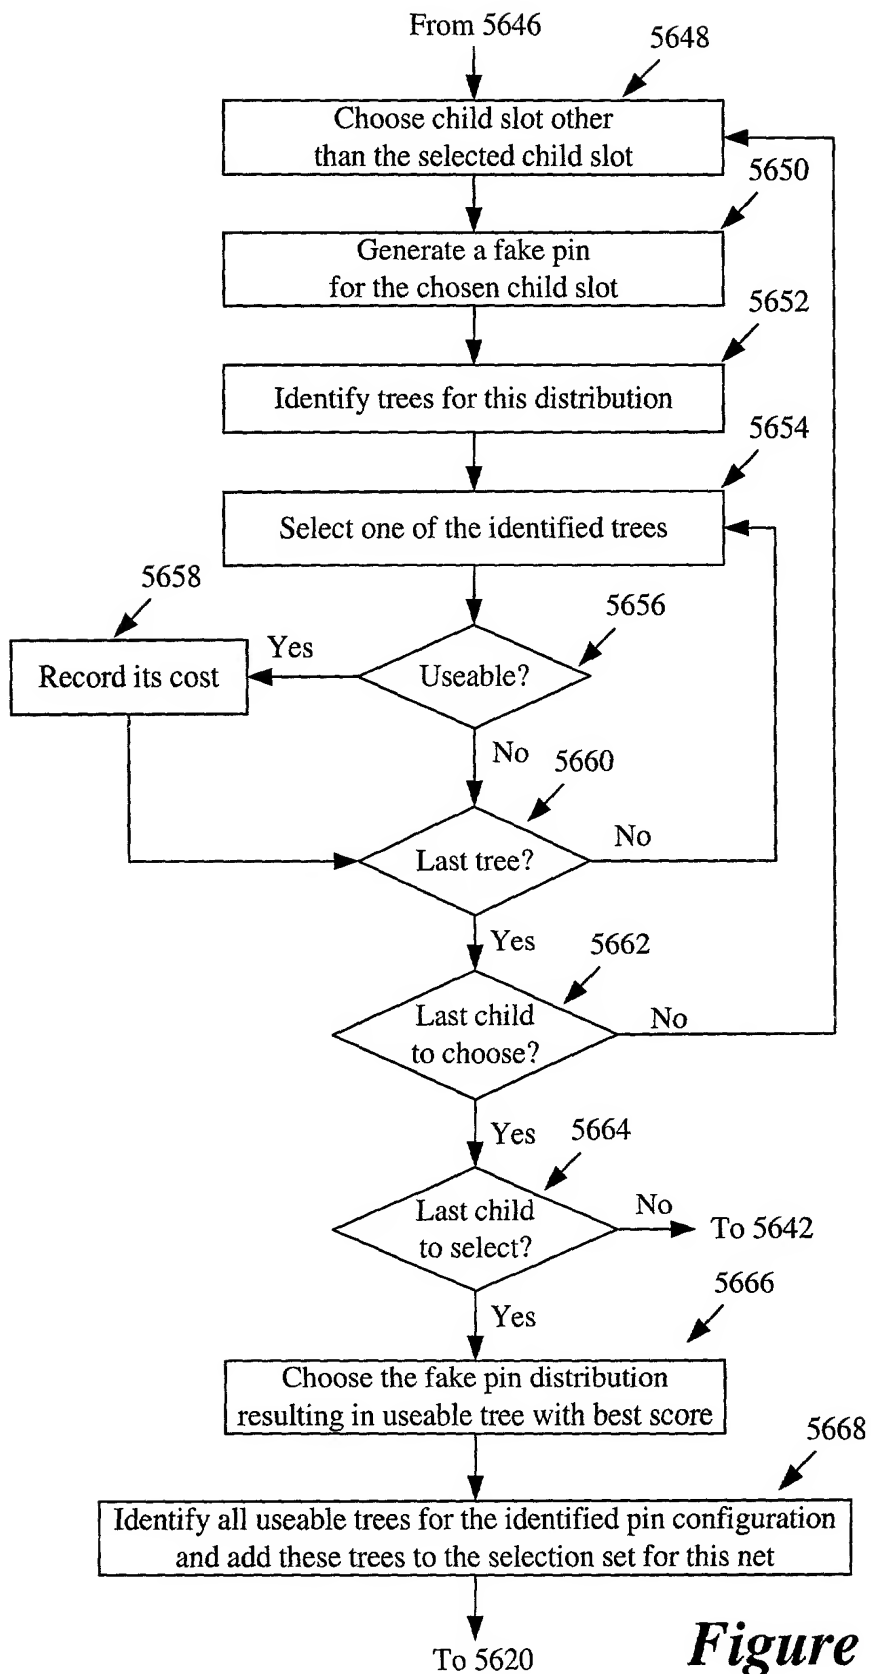 From 5646
5648
Choose child slot other
than the selected child slot
5650
Generate a fake pin
for the chosen child slot
5652
Identify trees for this distribution
5654
Select one of the identified trees
5658
5656
Record its cost
Yes
Useable?
No
5660
Last tree?
No
Yes
5662
Last child
to choose?
No
Yes
5664
Last child
to select?
No
To 5642
Yes
5666
Choose the fake pin distribution
resulting in useable tree with best score
5668
Identify all useable trees for the identified pin configuration
and add these trees to the selection set for this net
To 5620
Figure